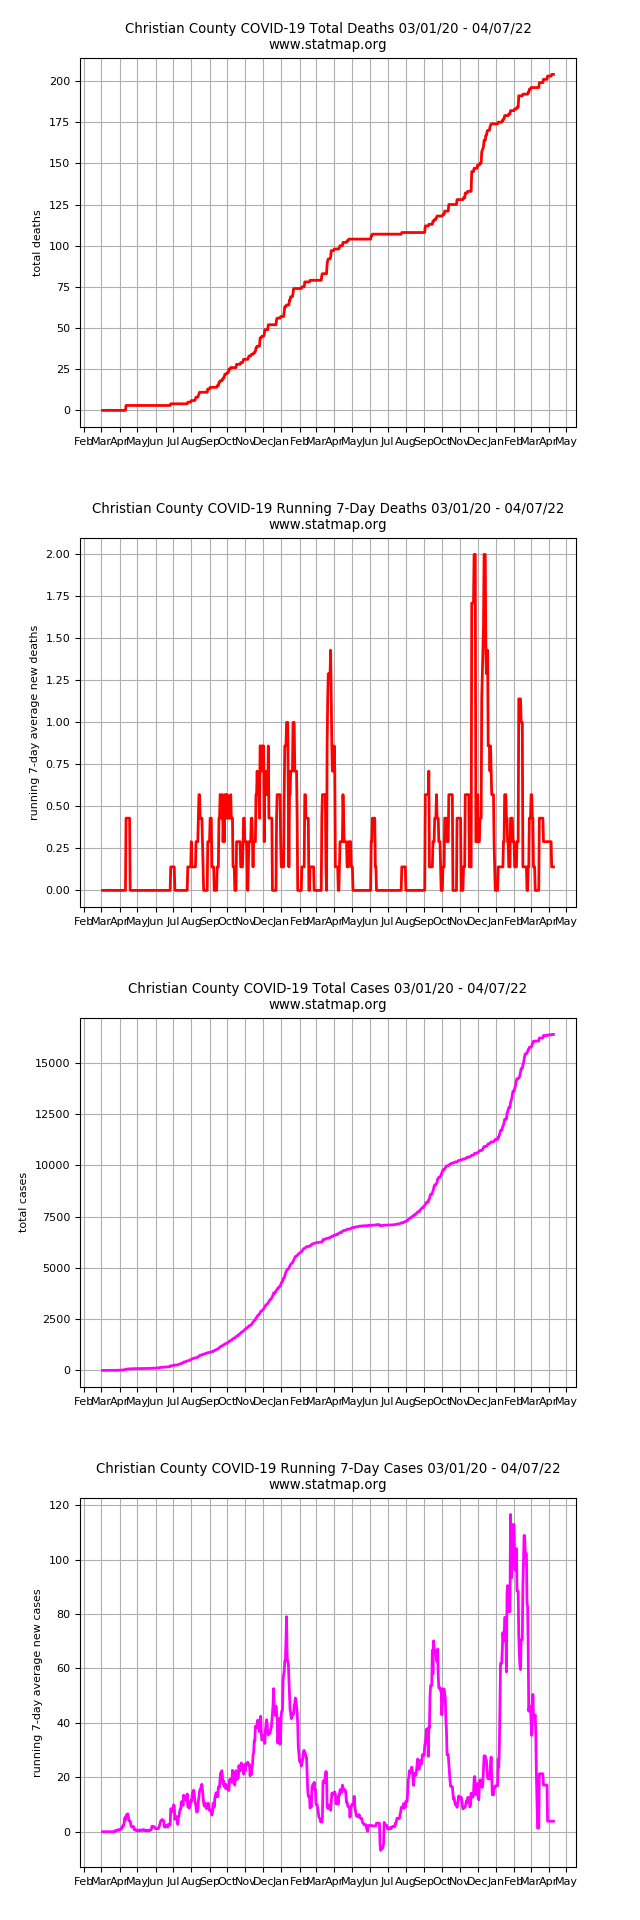 Christian County COVID-19 Total Deaths 03/01/20 - 04/07/22
www.statmap.org
total deaths
200
175
150
125
100
75
50
25
0
Feb Mar Apr May Jun Jul Aug Sep Oct Nov Dec Jan Feb Mar Apr May Jun Jul Aug Sep Oct Nov Dec Jan Feb Mar Apr May
Christian County COVID-19 Running 7-Day Deaths 03/01/20 - 04/07/22
www.statmap.org
running 7-day average new deaths
2.00
1.75
1.50
1.25
1.00
0.75
0.50
0.25
0.00
Feb Mar Apr May Jun Jul Aug Sep Oct Nov Dec Jan Feb Mar Apr May Jun Jul Aug Sep Oct Nov Dec Jan Feb Mar Apr May
Christian County COVID-19 Total Cases 03/01/20 - 04/07/22
www.statmap.org
total cases
15000
12500
10000
7500
5000
2500
0
Feb Mar Apr May Jun Jul Aug Sep Oct Nov Dec Jan Feb Mar Apr May Jun Jul Aug Sep Oct Nov Dec Jan Feb Mar Apr May
Christian County COVID-19 Running 7-Day Cases 03/01/20 - 04/07/22
www.statmap.org
running 7-day average new cases
120
100
80
60
40
20
0
Feb Mar Apr May Jun Jul Aug Sep Oct Nov Dec Jan Feb Mar Apr May Jun Jul Aug Sep Oct Nov Dec Jan Feb Mar Apr May